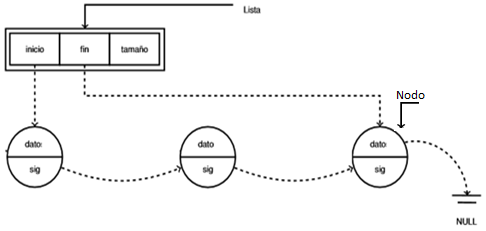 Lista
inicio fin tamaño
Nodo
dato dato dato
sig sig sig
NULL